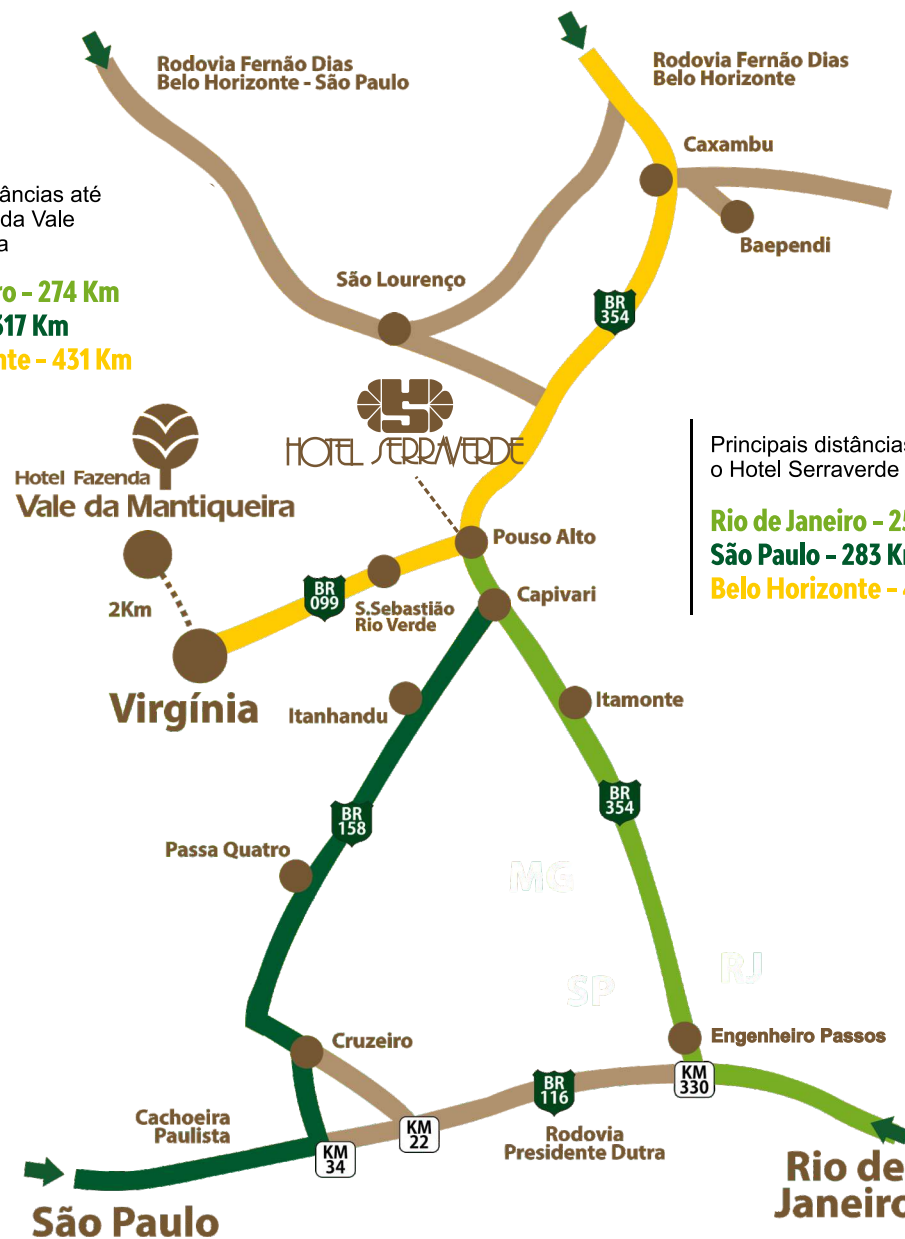 Rodovia Fernão Dias
Belo Horizonte - São Paulo
Rodovia Fernão Dias
Belo Horizonte
Caxambu
Baependi
âncias até
da Vale
a
ro - 274 Km
317 Km
nte - 431 Km
São Lourenço
BR
354
HOTEL SERRAVERDE
Hotel Fazenda
Vale da Mantiqueira
Principais distâncias
o Hotel Serraverde
Rio de Janeiro - 25
São Paulo - 283 K
Belo Horizonte - 4
Pouso Alto
BR
099
S.Sebastião
Rio Verde
Capivari
2Km
Virgínia
Itanhandu
Itamonte
BR
354
BR
158
Passa Quatro
MG
SP
RJ
Cruzeiro
Engenheiro Passos
KM
330
BR
116
Cachoeira
Paulista
KM
22
KM
34
Rodovia
Presidente Dutra
São Paulo
Rio de
Janeiro